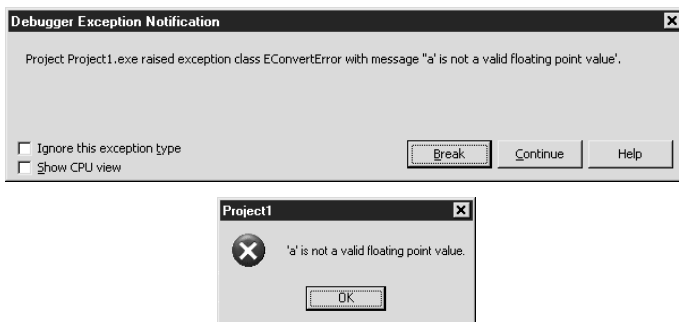 Debugger Exception Notification
Project Project1.exe raised exception class EConvertError with message "a' is not a valid floating point value'.
Ignore this exception type
Show CPU view
Break
Continue
Help
Project1
'a' is not a valid floating point value.
OK